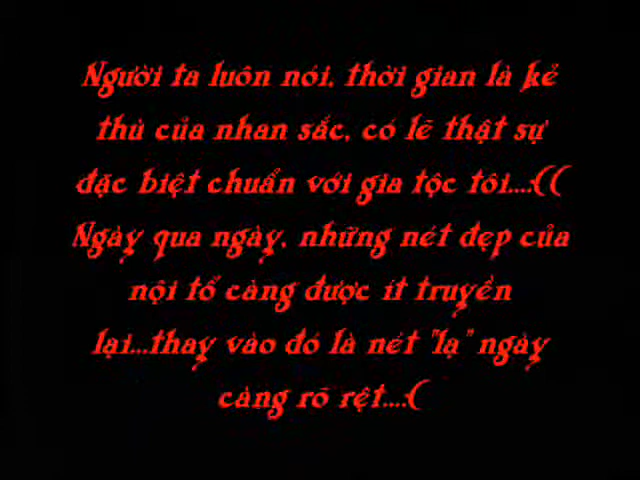 Người ta luôn nói, thời gian là kẻ
thù của nhan sắc, có lẽ thật sự
đặc biệt chuẩn với gia tộc tôi...:((
Ngày qua ngày, những nét đẹp của
nội tổ càng được ít truyền
lại...thay vào đó là nét "lạ" ngày
càng rõ rệt....:(